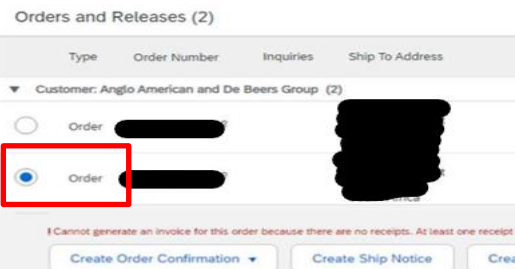 Orders and Releases (2)
Type Order Number Inquiries Ship To Address
Customer: Anglo American and De Beers Group (2)
Order
Order
! Cannot generate an invoice for this order because there are no receipts. At least one receipt
Create Order Confirmation Create Ship Notice Crea